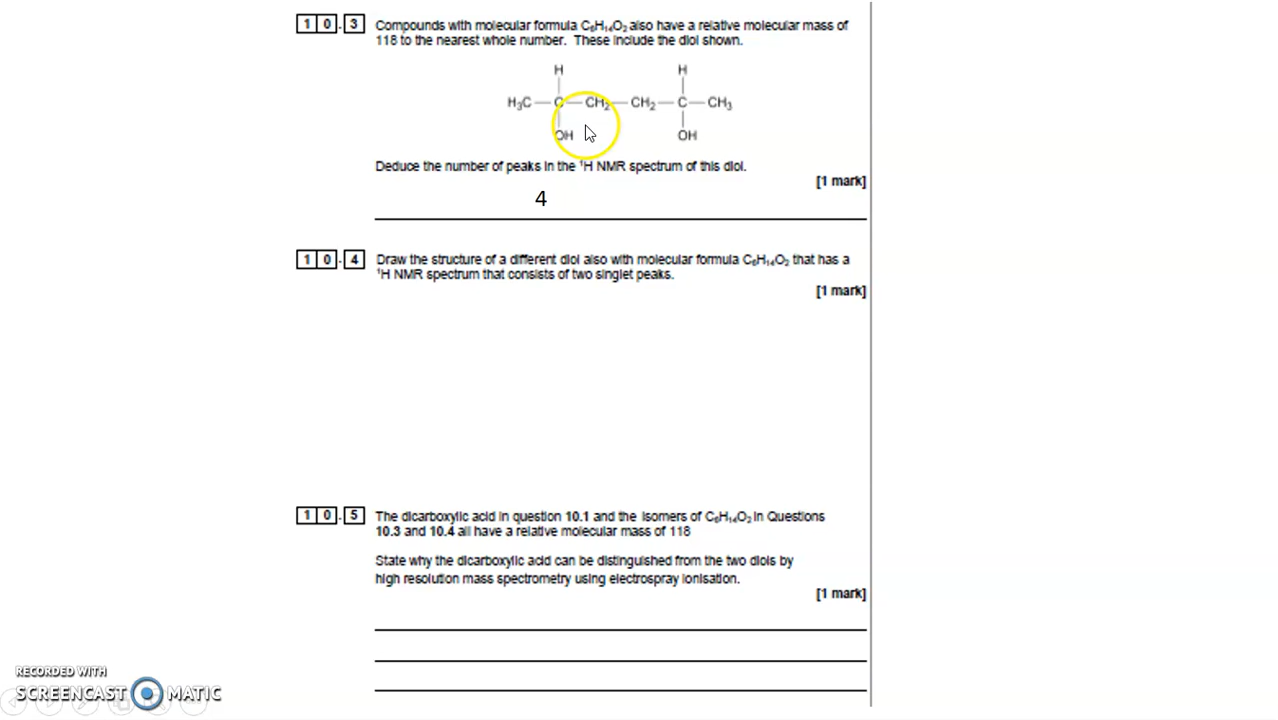 10.3 Compounds with molecular formula C₆H₁₄O₂ also have a relative molecular mass of
118 to the nearest whole number. These include the diol shown.
H H
H₃C—C—CH₂—CH₂—C—CH₃
OH OH
Deduce the number of peaks in the ¹H NMR spectrum of this diol.
[1 mark]
4
10.4 Draw the structure of a different diol also with molecular formula C₆H₁₄O₂ that has a
¹H NMR spectrum that consists of two singlet peaks.
[1 mark]
10.5 The dicarboxylic acid in question 10.1 and the isomers of C₆H₁₄O₂ in Questions
10.3 and 10.4 all have a relative molecular mass of 118
State why the dicarboxylic acid can be distinguished from the two diols by
high resolution mass spectrometry using electrospray ionisation.
[1 mark]
RECORDED WITH
SCREENCAST MATIC